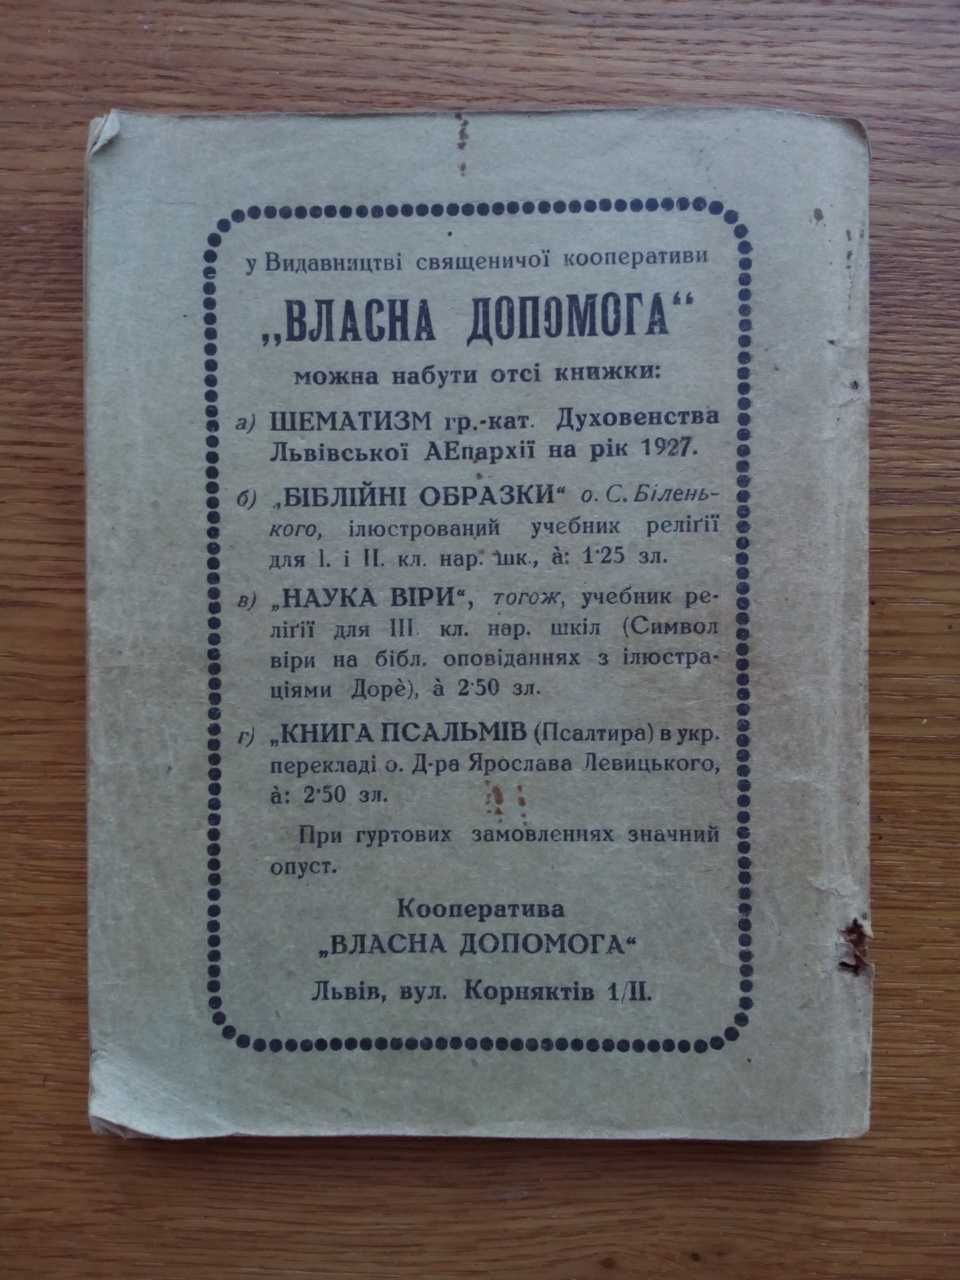 у Видавництві священичої кооперативи
„ВЛАСНА ДОПОМОГА“
можна набути отсі книжки:
а) ШЕМАТИЗМ гр.-кат. Духовенства
Львівської АЕпархії на рік 1927.
б) „БІБЛІЙНІ ОБРАЗКИ“ о. С. Білень-
кого, ілюстрований учебник реліґії
для І. і ІІ. кл. нар. шк., à: 1·25 зл.
в) „НАУКА ВІРИ“, тогож, учебник ре-
ліґії для ІІІ. кл. нар. шкіл (Символ
віри на бібл. оповіданнях з ілюстра-
ціями Дорè), à 2·50 зл.
г) „КНИГА ПСАЛЬМІВ (Псалтира) в укр.
перекладі о. Д-ра Ярослава Левицького,
à: 2·50 зл.
При гуртових замовленнях значний
опуст.
Кооператива
„ВЛАСНА ДОПОМОГА“
Львів, вул. Корняктів 1/ІІ.